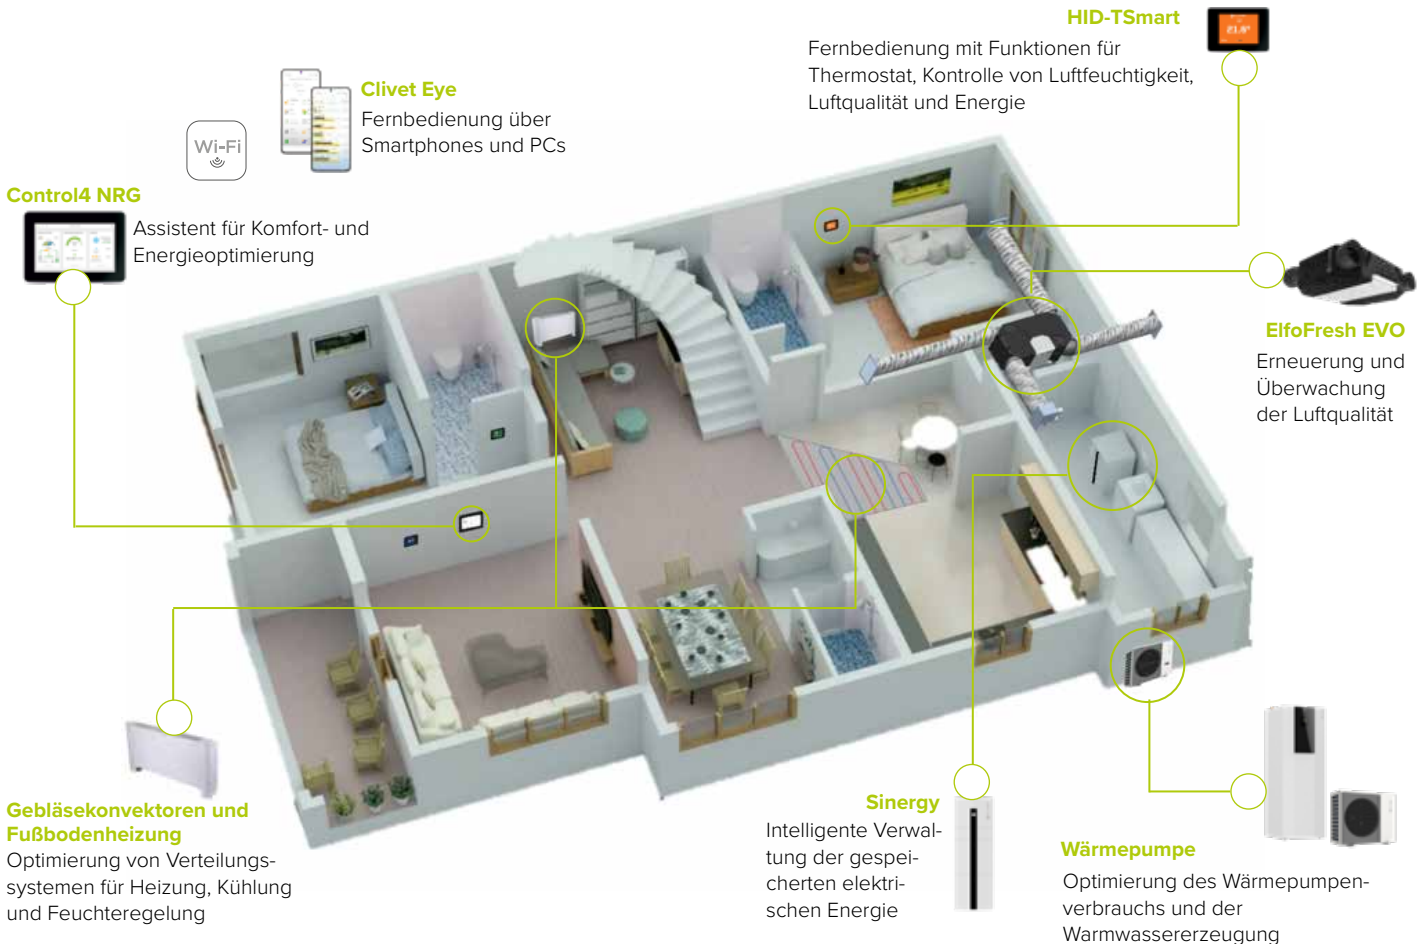 HID-TSmart
21.5°
Fernbedienung mit Funktionen für
Thermostat, Kontrolle von Luftfeuchtigkeit,
Luftqualität und Energie
Clivet Eye
Fernbedienung über
Smartphones und PCs
Wi-Fi
Control4 NRG
Assistent für Komfort- und
Energieoptimierung
ElfoFresh EVO
Erneuerung und
Überwachung
der Luftqualität
Gebläsekonvektoren und
Fußbodenheizung
Optimierung von Verteilungs-
systemen für Heizung, Kühlung
und Feuchteregelung
Sinergy
Intelligente Verwal-
tung der gespei-
cherten elektri-
schen Energie
Wärmepumpe
Optimierung des Wärmepumpen-
verbrauchs und der
Warmwassererzeugung